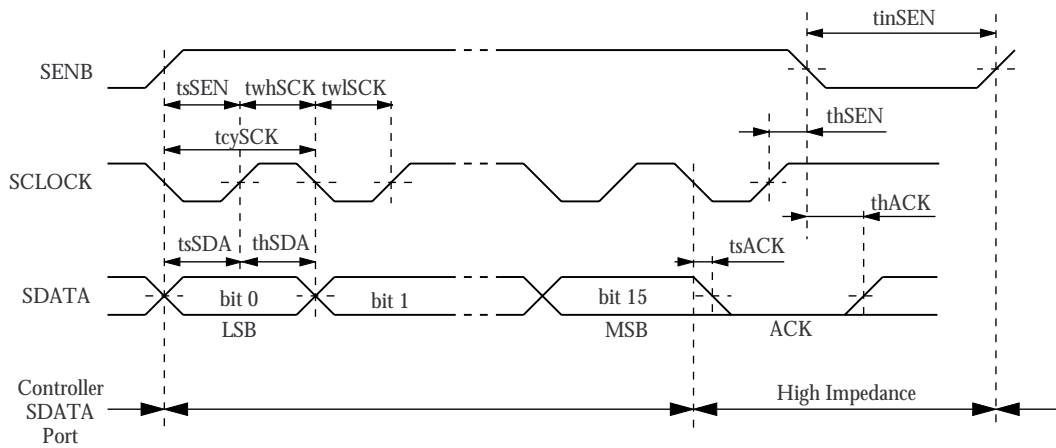 tinSEN
SENB
tsSEN twhSCK twlSCK
thSEN
tcySCK
SCLOCK
thACK
tsSDA thSDA
tsACK
SDATA
bit 0
bit 1
bit 15
LSB
MSB
ACK
Controller
SDATA
Port
High Impedance